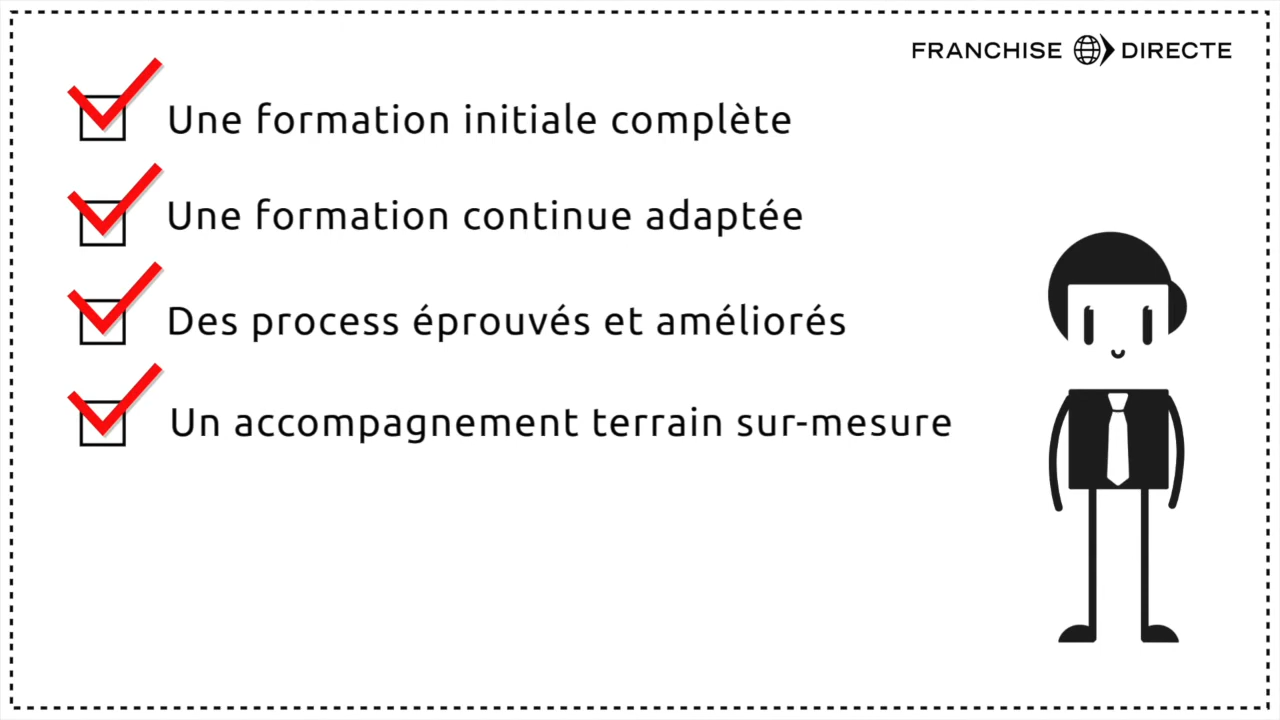 FRANCHISE DIRECTE
Une formation initiale complète
Une formation continue adaptée
Des process éprouvés et améliorés
Un accompagnement terrain sur-mesure